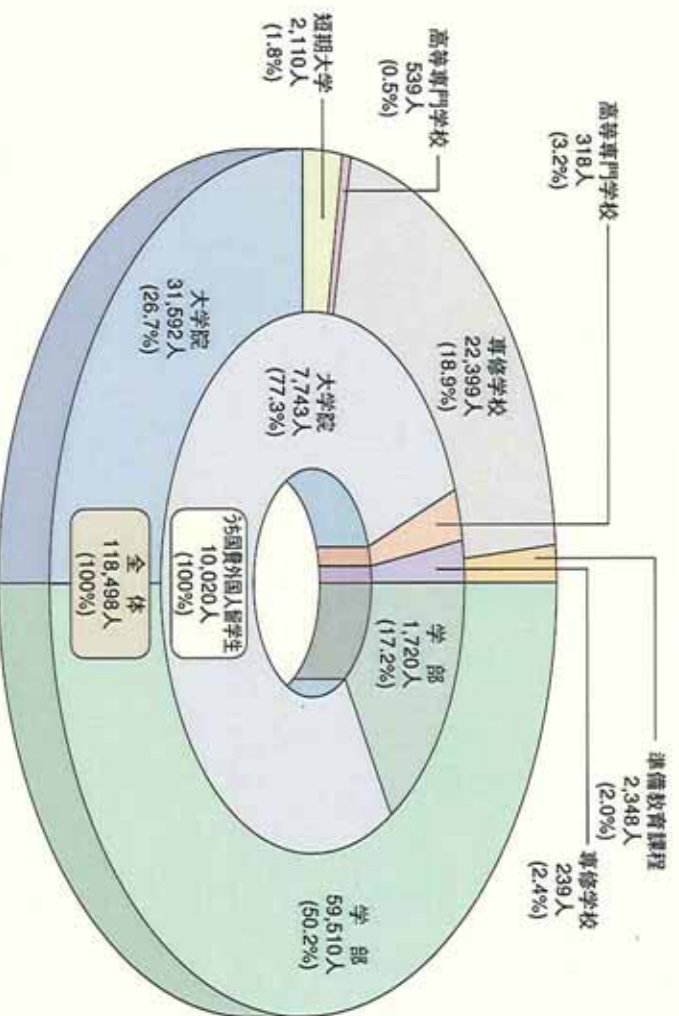 準備教育課程
2,348人
(2.0%)
専修学校
239人
(2.4%)
高等専門学校
318人
(3.2%)
高等専門学校
539人
(0.5%)
短期大学
2,110人
(1.8%)
専修学校
22,399人
(18.9%)
学部
1,720人
(17.2%)
大学院
7,743人
(77.3%)
うち国費外国人留学生
10,020人
(100%)
大学院
31,592人
(26.7%)
学部
59,510人
(50.2%)
全体
118,498人
(100%)